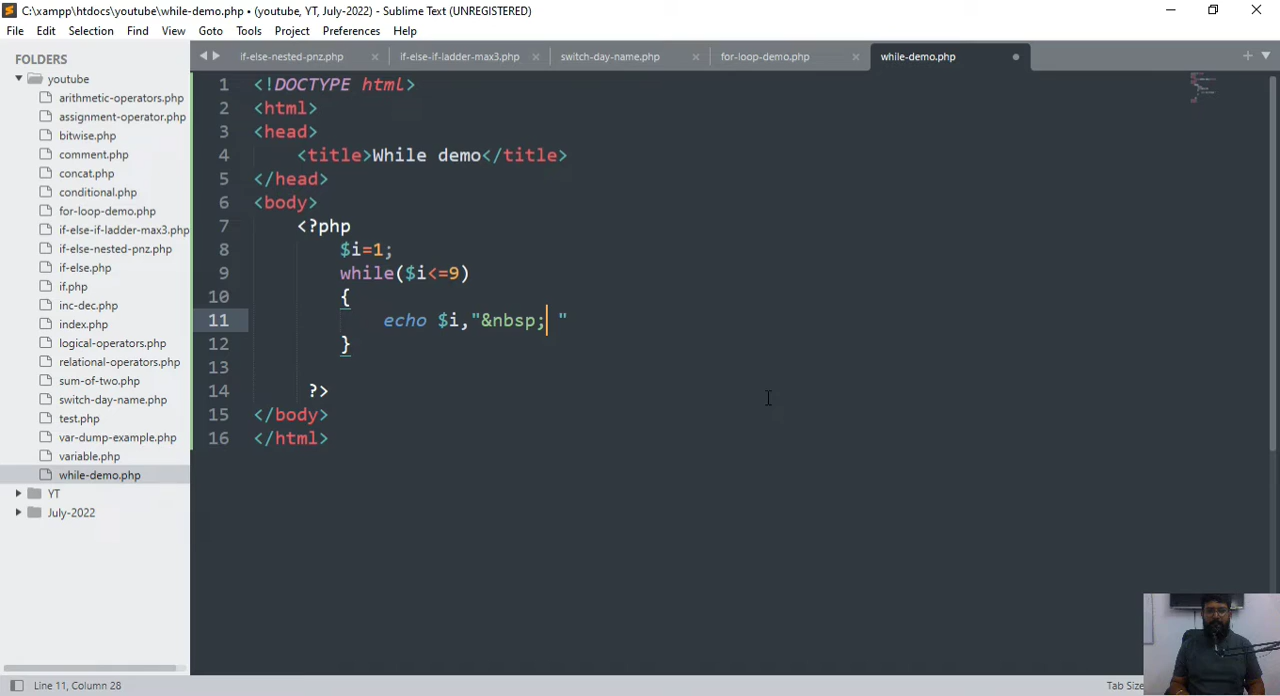 C:\xampp\htdocs\youtube\while-demo.php • (youtube, YT, July-2022) - Sublime Text (UNREGISTERED)
File Edit Selection Find View Goto Tools Project Preferences Help
FOLDERS
youtube
arithmetic-operators.php
assignment-operator.php
bitwise.php
comment.php
concat.php
conditional.php
for-loop-demo.php
if-else-if-ladder-max3.php
if-else-nested-pnz.php
if-else.php
if.php
inc-dec.php
index.php
logical-operators.php
relational-operators.php
sum-of-two.php
switch-day-name.php
test.php
var-dump-example.php
variable.php
while-demo.php
YT
July-2022
if-else-nested-pnz.php if-else-if-ladder-max3.php switch-day-name.php for-loop-demo.php while-demo.php
1 <!DOCTYPE html>
2 <html>
3 <head>
4 <title>While demo</title>
5 </head>
6 <body>
7 <?php
8 $i=1;
9 while($i<=9)
10 {
11 echo $i,"&nbsp; "
12 }
13
14 ?>
15 </body>
16 </html>
Line 11, Column 28
Tab Size